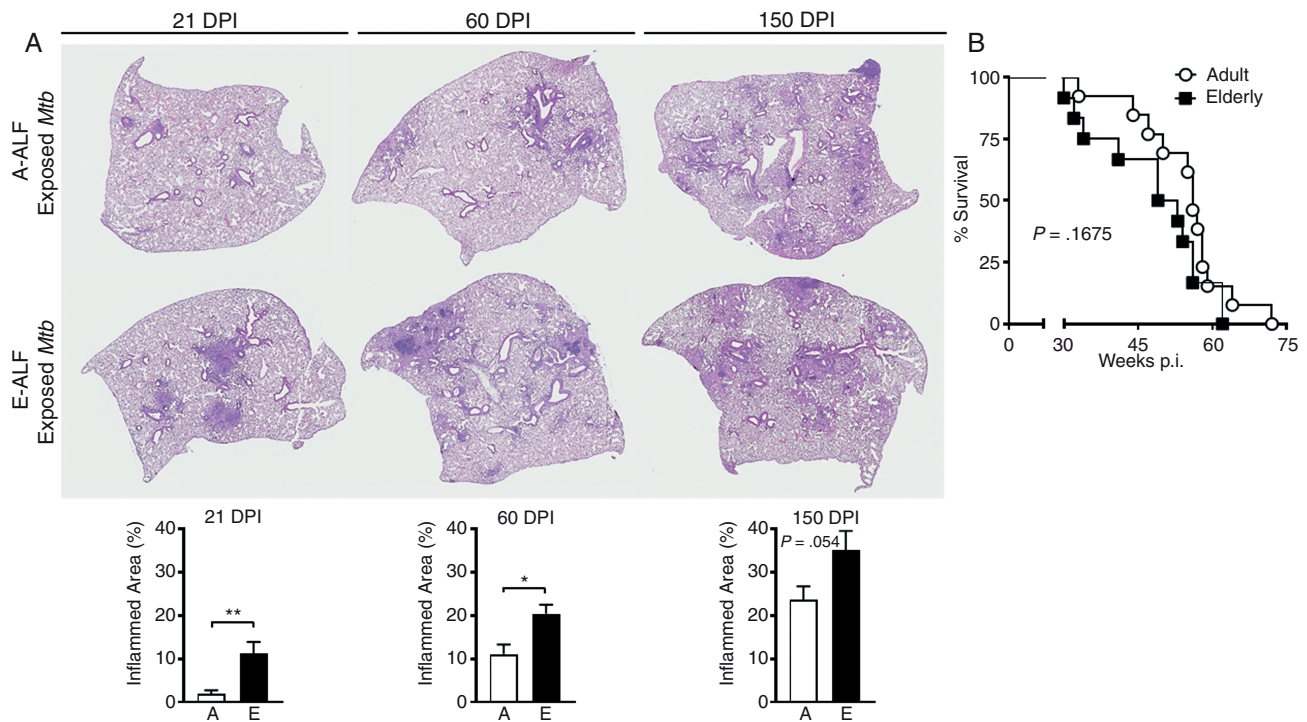 21 DPI
60 DPI
150 DPI
A
B
A-ALF
Exposed Mtb
E-ALF
Exposed Mtb
100
75
50
25
0
% Survival
Adult
Elderly
P = .1675
0
30
45
60
75
Weeks p.i.
21 DPI
Inflammed Area (%)
40
30
20
10
0
**
A
E
60 DPI
Inflammed Area (%)
40
30
20
10
0
*
A
E
150 DPI
Inflammed Area (%)
40
30
20
10
0
P = .054
A
E